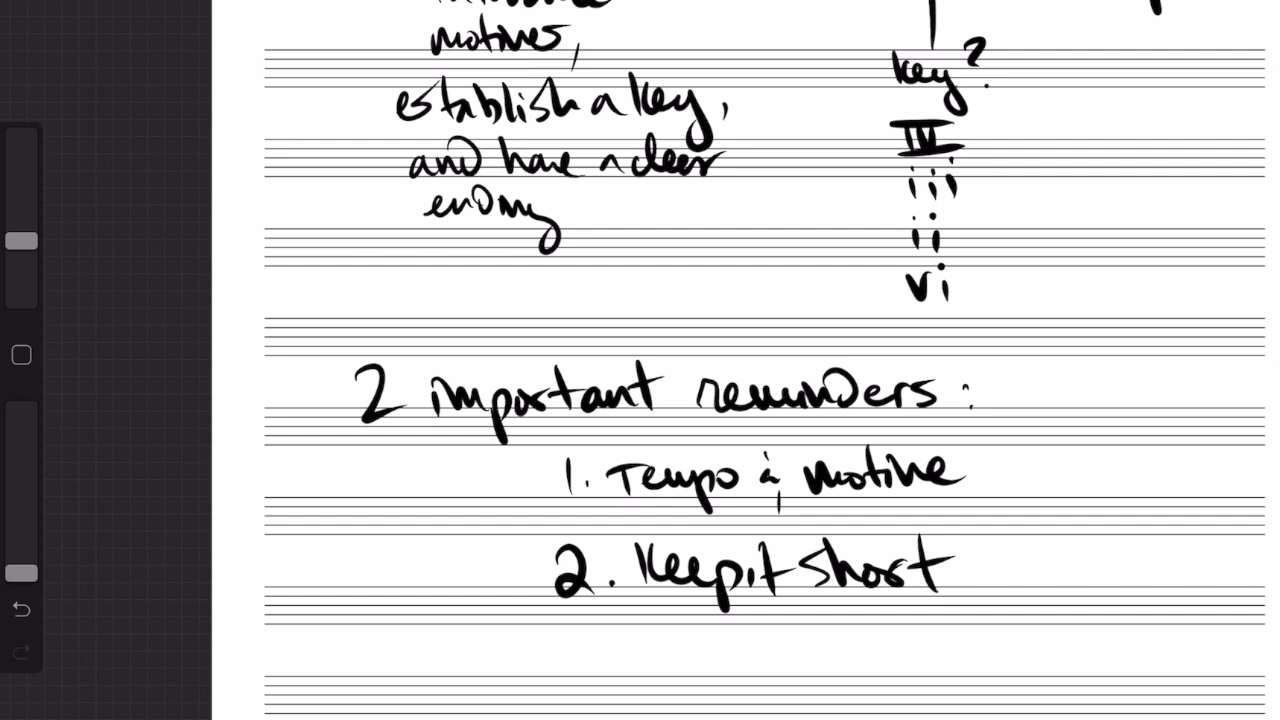 motives,
establish a key,
and have a clear
ending
key?
IV
iii
ii
vi
2 important reminders:
1. Tempo & motive
2. Keep it short